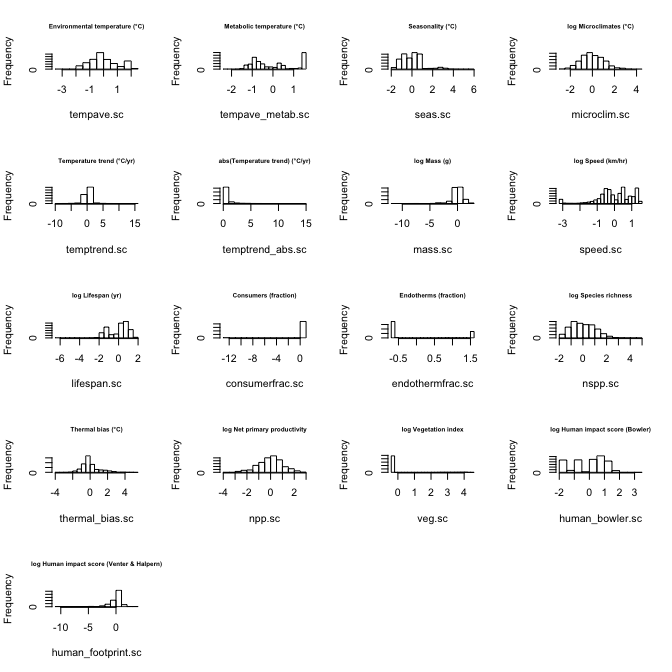 Environmental temperature (°C)
Frequency
0
-3 -1 1
tempave.sc
Metabolic temperature (°C)
Frequency
0
-2 -1 0 1
tempave_metab.sc
Seasonality (°C)
Frequency
0
-2 0 2 4 6
seas.sc
log Microclimates (°C)
Frequency
0
-2 0 2 4
microclim.sc
Temperature trend (°C/yr)
Frequency
0
-10 0 5 15
temptrend.sc
abs(Temperature trend) (°C/yr)
Frequency
0
0 5 10 15
temptrend_abs.sc
log Mass (g)
Frequency
0
-10 -5 0
mass.sc
log Speed (km/hr)
Frequency
0
-3 -1 0 1
speed.sc
log Lifespan (yr)
Frequency
0
-6 -4 -2 0 2
lifespan.sc
Consumers (fraction)
Frequency
0
-12 -8 -4 0
consumerfrac.sc
Endotherms (fraction)
Frequency
0
-0.5 0.5 1.5
endothermfrac.sc
log Species richness
Frequency
0
-2 0 2 4
nspp.sc
Thermal bias (°C)
Frequency
0
-4 0 2 4
thermal_bias.sc
log Net primary productivity
Frequency
0
-4 -2 0 2
npp.sc
log Vegetation index
Frequency
0
0 1 2 3 4
veg.sc
log Human impact score (Bowler)
Frequency
0
-2 0 1 2 3
human_bowler.sc
log Human impact score (Venter & Halpern)
Frequency
0
-10 -5 0
human_footprint.sc